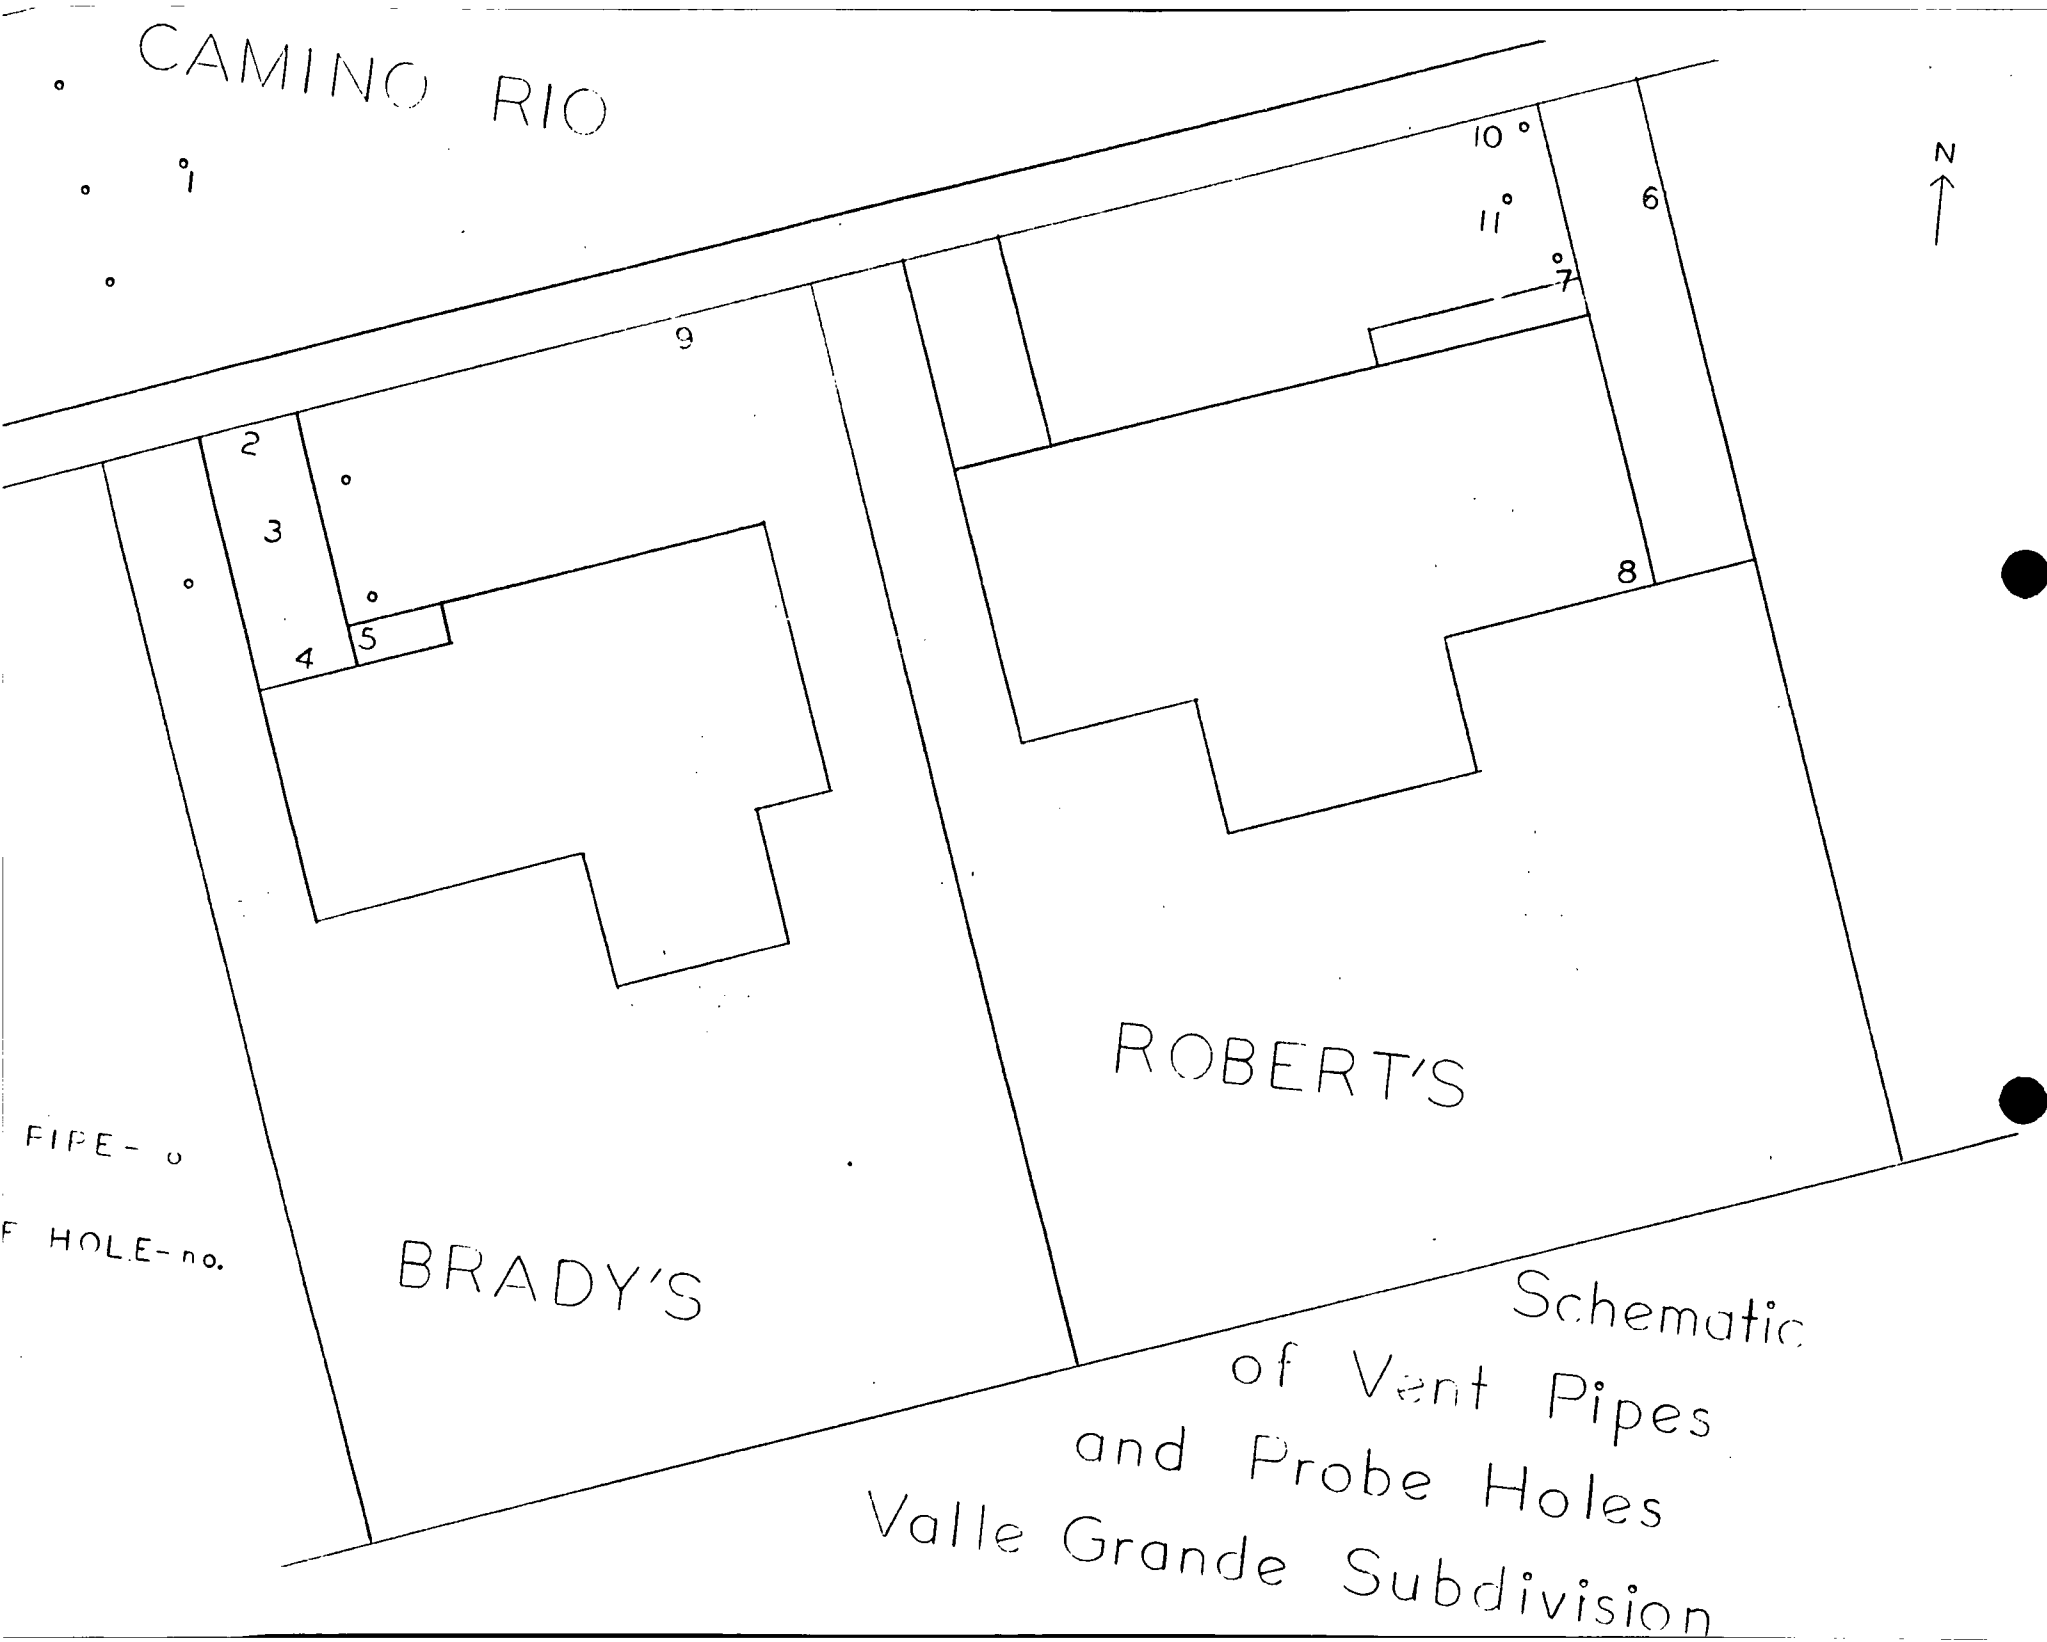 CAMINO RIO
N
1
10
11
6
7
9
2
3
4
5
8
ROBERT'S
PIPE- o
HOLE-no.
BRADY'S
Schematic
of Vent Pipes
and Probe Holes
Valle Grande Subdivision